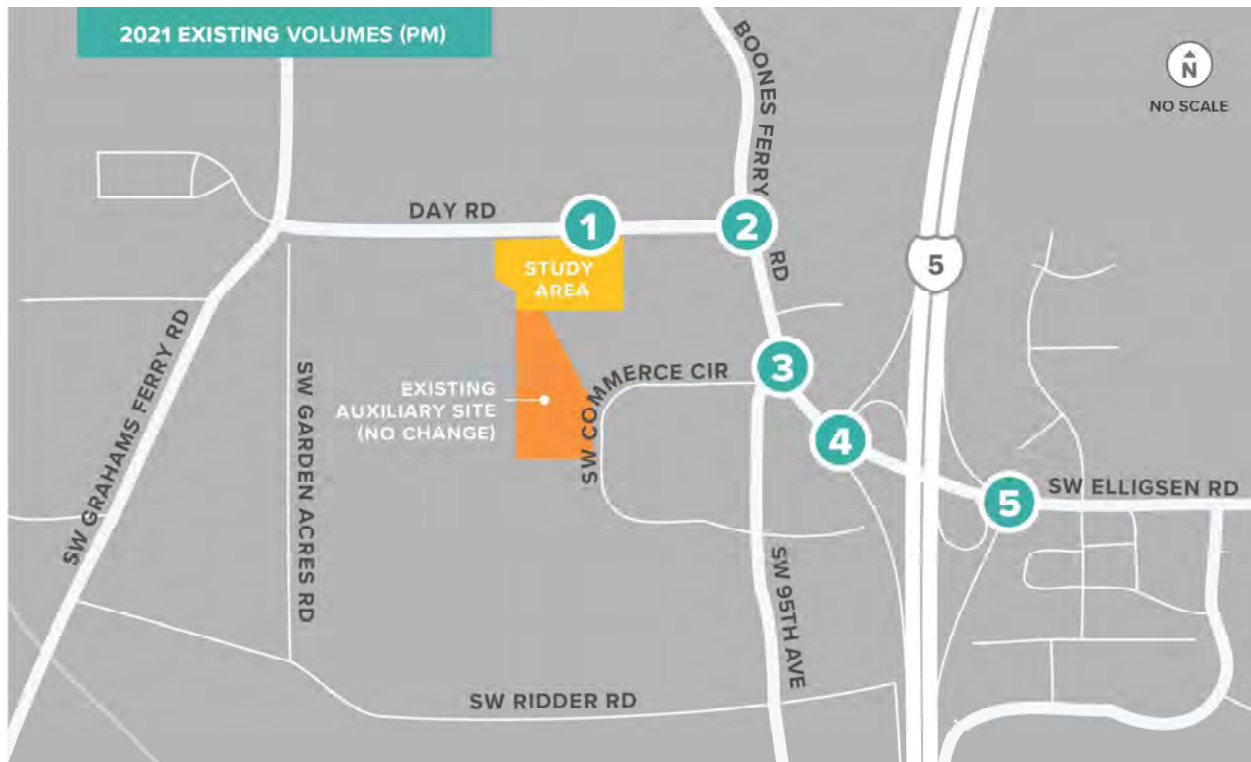 2021 EXISTING VOLUMES (PM)
N
NO SCALE
BOONES FERRY RD
DAY RD
1
2
STUDY
AREA
5
SW GRAHAMS FERRY RD
SW GARDEN ACRES RD
EXISTING
AUXILIARY SITE
(NO CHANGE)
SW COMMERCE CIR
3
4
5
SW ELLIGSEN RD
SW 95TH AVE
SW RIDDER RD